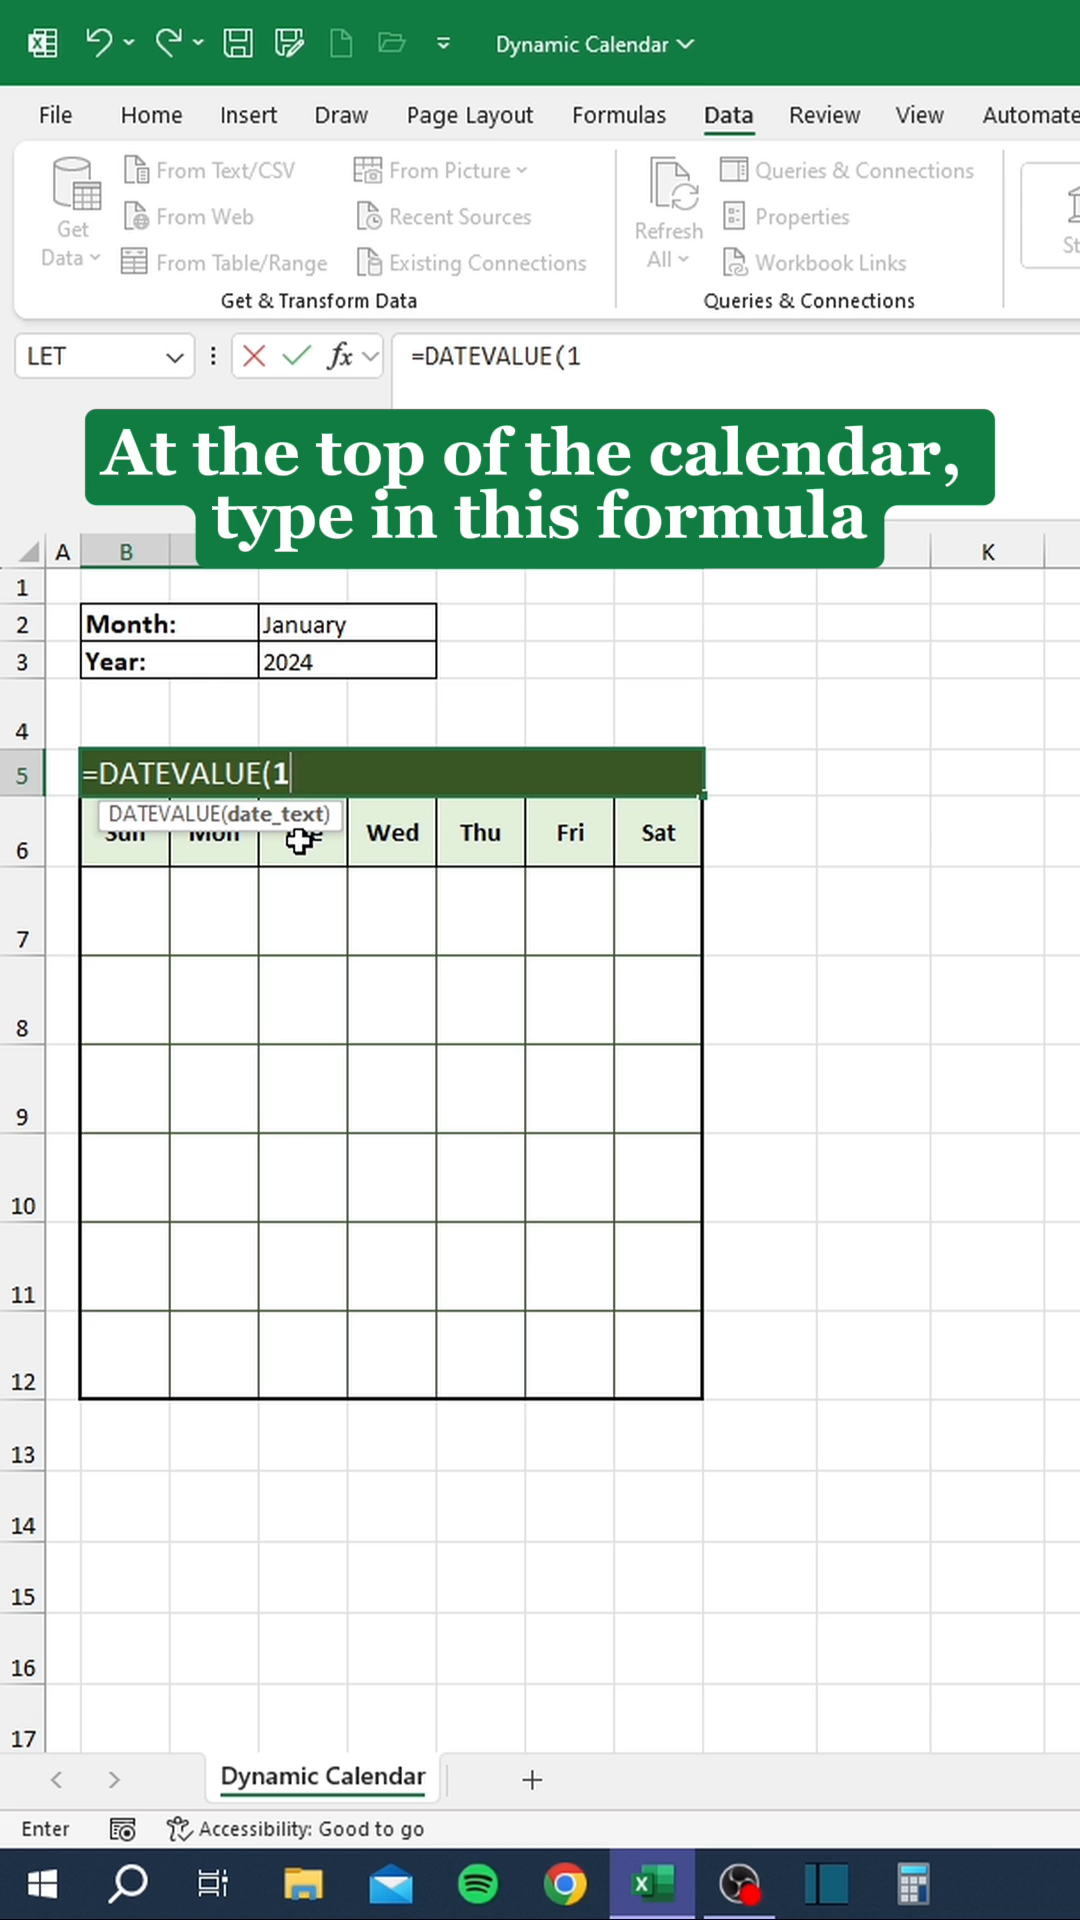 Dynamic Calendar
File Home Insert Draw Page Layout Formulas Data Review View Automate
From Text/CSV From Picture Queries & Connections
Get Data From Web Recent Sources Refresh All Properties
From Table/Range Existing Connections Workbook Links St
Get & Transform Data Queries & Connections
LET fx =DATEVALUE(1
At the top of the calendar,
type in this formula
A B K
1
2 Month: January
3 Year: 2024
4
5 =DATEVALUE(1
DATEVALUE(date_text)
6 Sun Mon Wed Thu Fri Sat
7
8
9
10
11
12
13
14
15
16
17
Dynamic Calendar
Enter Accessibility: Good to go